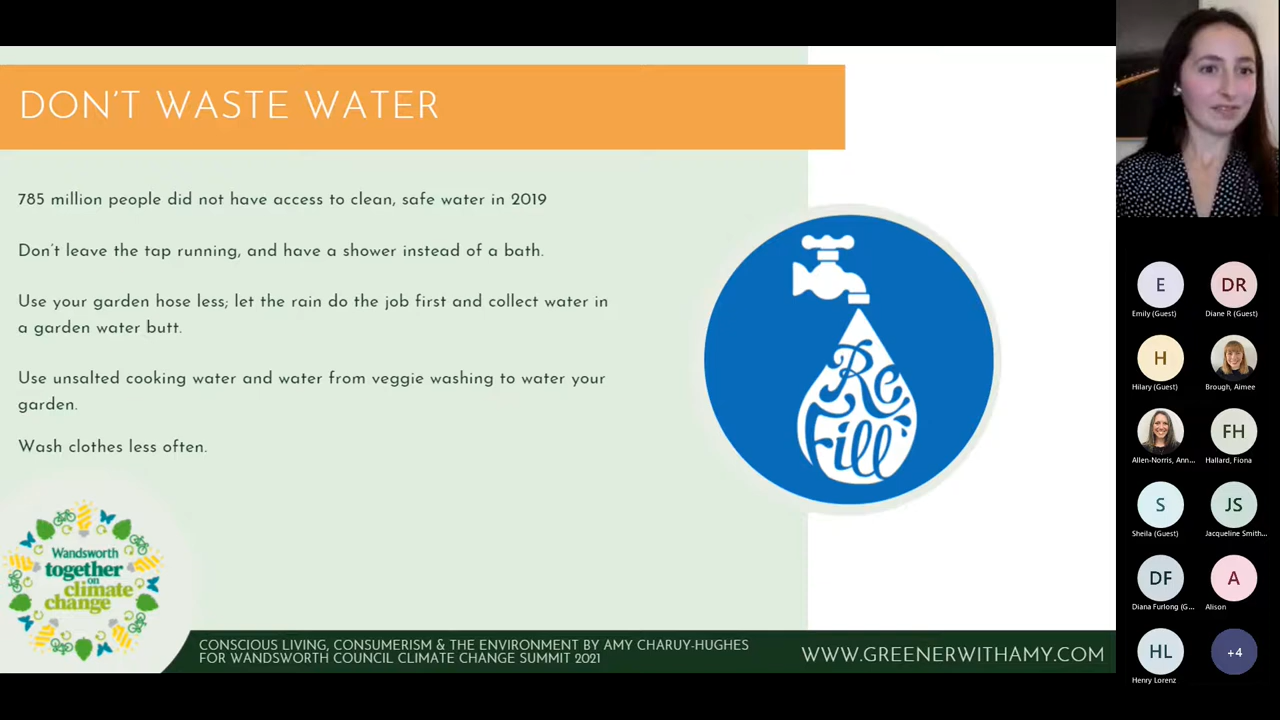 DON'T WASTE WATER
785 million people did not have access to clean, safe water in 2019
Don't leave the tap running, and have a shower instead of a bath.
Use your garden hose less; let the rain do the job first and collect water in
a garden water butt.
Use unsalted cooking water and water from veggie washing to water your
garden.
Wash clothes less often.
Re
fill
Wandsworth
together
on
climate
change
CONSCIOUS LIVING, CONSUMERISM & THE ENVIRONMENT BY AMY CHARUY-HUGHES
FOR WANDSWORTH COUNCIL CLIMATE CHANGE SUMMIT 2021
WWW.GREENERWITHAMY.COM
E
DR
Emily (Guest)
Diane R (Guest)
H
Hilary (Guest)
Brough, Aimee
FH
Allen-Norris, Ann...
Hallard, Fiona
S
JS
Sheila (Guest)
Jacqueline Smith...
DF
A
Diana Furlong (G...
Alison
HL
+4
Henry Lorenz